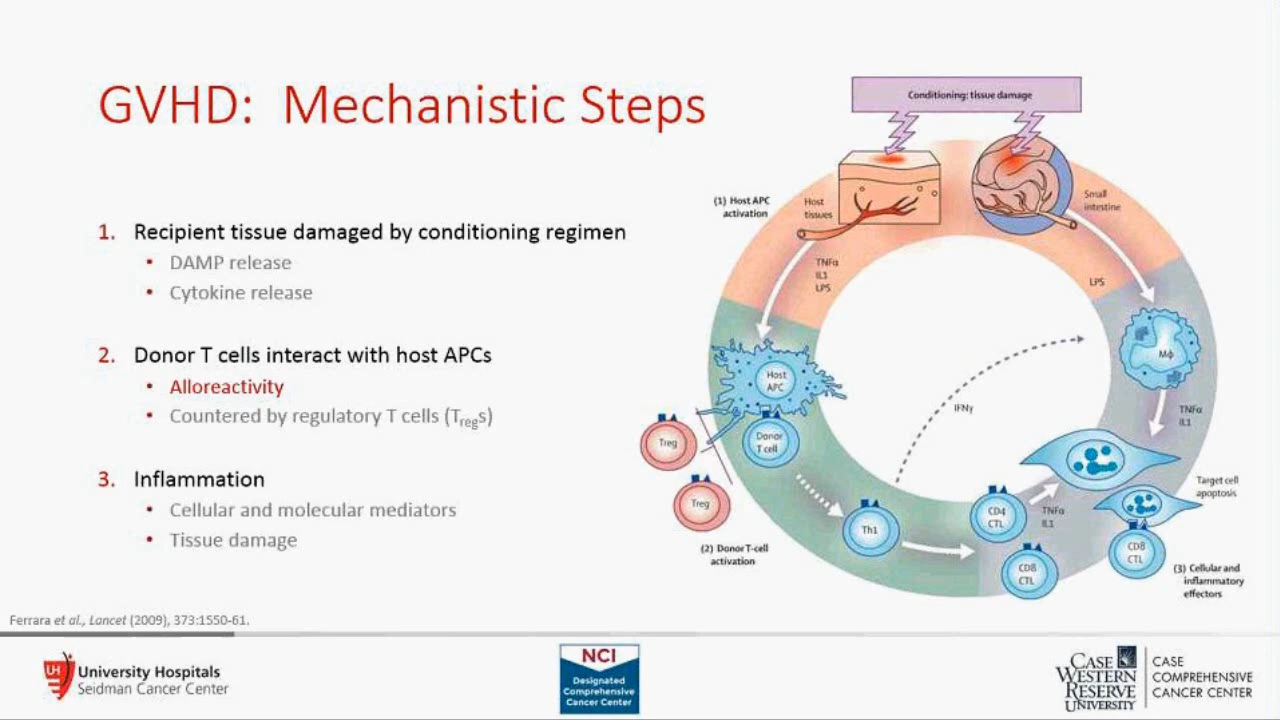 GVHD: Mechanistic Steps
1. Recipient tissue damaged by conditioning regimen
• DAMP release
• Cytokine release
2. Donor T cells interact with host APCs
• Alloreactivity
• Countered by regulatory T cells (Tregs)
3. Inflammation
• Cellular and molecular mediators
• Tissue damage
Conditioning: tissue damage
(1) Host APC
activation
Host
tissues
Small
intestine
TNFα
IL1
LPS
LPS
Mϕ
Host
APC
TNFα
IL1
IFNγ
Treg
Donor
T cell
Treg
Target cell
apoptosis
Th1
CD4
CTL
TNFα
IL1
CD8
CTL
CD8
CTL
(2) Donor T-cell
activation
(3) Cellular and
inflammatory
effectors
Ferrara et al., Lancet (2009), 373:1550-61.
UH
University Hospitals
Seidman Cancer Center
NCI
Designated
Comprehensive
Cancer Center
CASE
WESTERN
RESERVE
UNIVERSITY
CASE
COMPREHENSIVE
CANCER CENTER